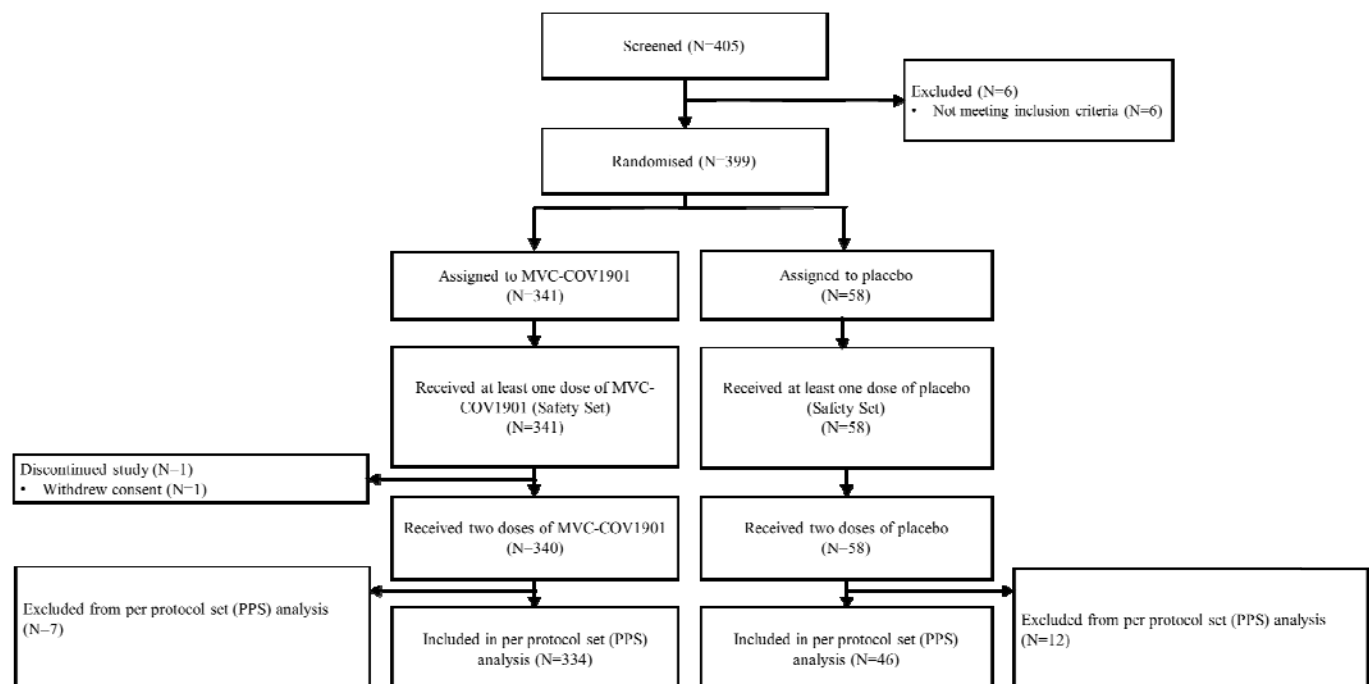 Screened (N=405)
Excluded (N=6)
• Not meeting inclusion criteria (N=6)
Randomised (N=399)
Assigned to MVC-COV1901
(N=341)
Assigned to placebo
(N=58)
Received at least one dose of MVC-
COV1901 (Safety Set)
(N=341)
Received at least one dose of placebo
(Safety Set)
(N=58)
Discontinued study (N=1)
• Withdrew consent (N=1)
Received two doses of MVC-COV1901
(N=340)
Received two doses of placebo
(N=58)
Excluded from per protocol set (PPS) analysis
(N=7)
Excluded from per protocol set (PPS) analysis
(N=12)
Included in per protocol set (PPS)
analysis (N=334)
Included in per protocol set (PPS)
analysis (N=46)